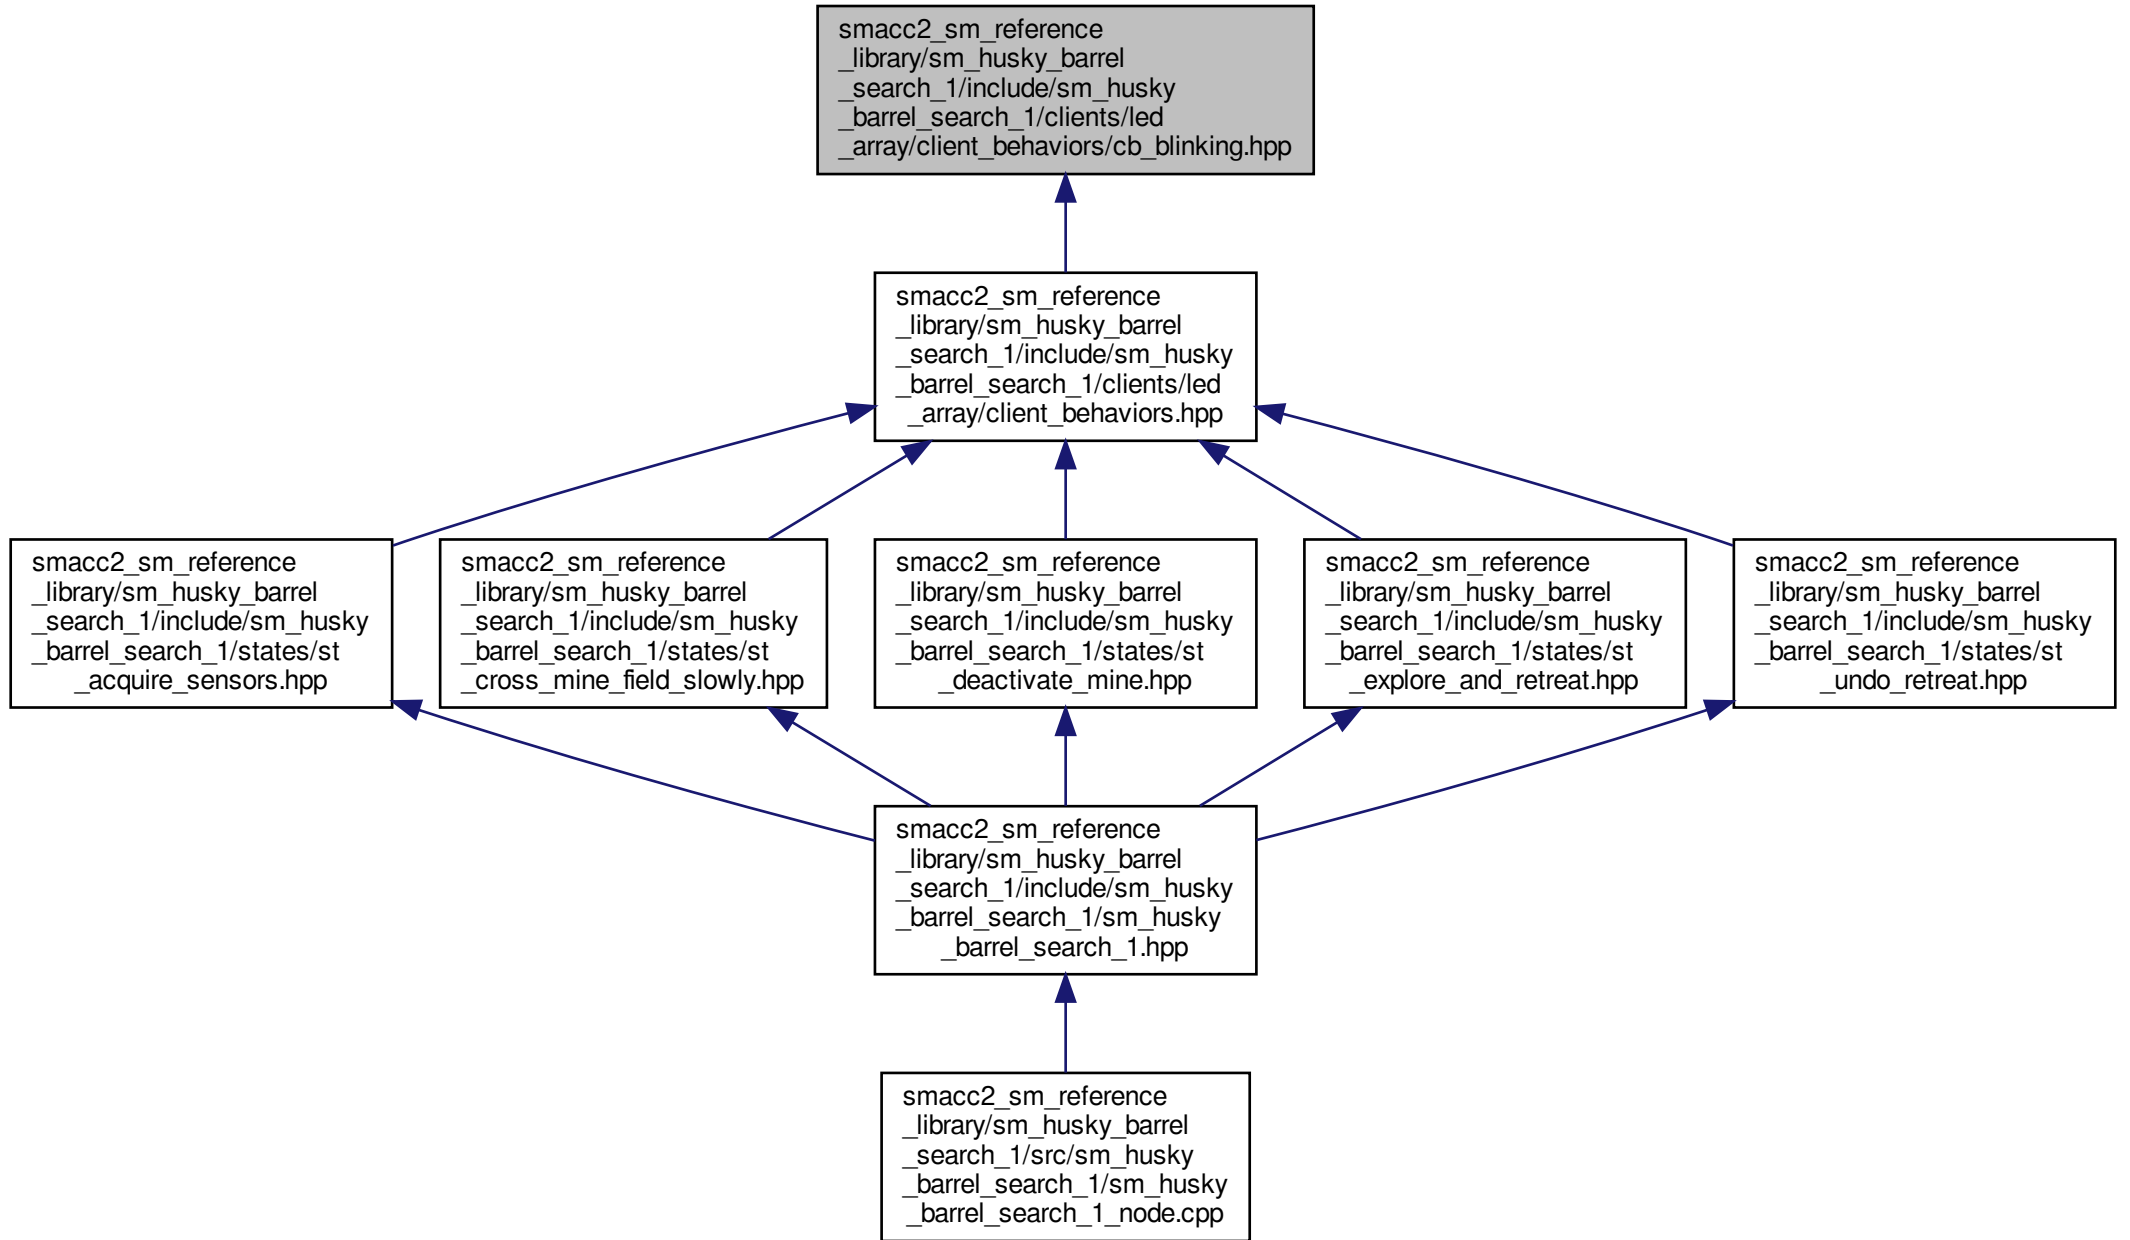 smacc2_sm_reference
_library/sm_husky_barrel
_search_1/include/sm_husky
_barrel_search_1/clients/led
_array/client_behaviors/cb_blinking.hpp
smacc2_sm_reference
_library/sm_husky_barrel
_search_1/include/sm_husky
_barrel_search_1/clients/led
_array/client_behaviors.hpp
smacc2_sm_reference
_library/sm_husky_barrel
_search_1/include/sm_husky
_barrel_search_1/states/st
_acquire_sensors.hpp
smacc2_sm_reference
_library/sm_husky_barrel
_search_1/include/sm_husky
_barrel_search_1/states/st
_cross_mine_field_slowly.hpp
smacc2_sm_reference
_library/sm_husky_barrel
_search_1/include/sm_husky
_barrel_search_1/states/st
_deactivate_mine.hpp
smacc2_sm_reference
_library/sm_husky_barrel
_search_1/include/sm_husky
_barrel_search_1/states/st
_explore_and_retreat.hpp
smacc2_sm_reference
_library/sm_husky_barrel
_search_1/include/sm_husky
_barrel_search_1/states/st
_undo_retreat.hpp
smacc2_sm_reference
_library/sm_husky_barrel
_search_1/include/sm_husky
_barrel_search_1/sm_husky
_barrel_search_1.hpp
smacc2_sm_reference
_library/sm_husky_barrel
_search_1/src/sm_husky
_barrel_search_1/sm_husky
_barrel_search_1_node.cpp